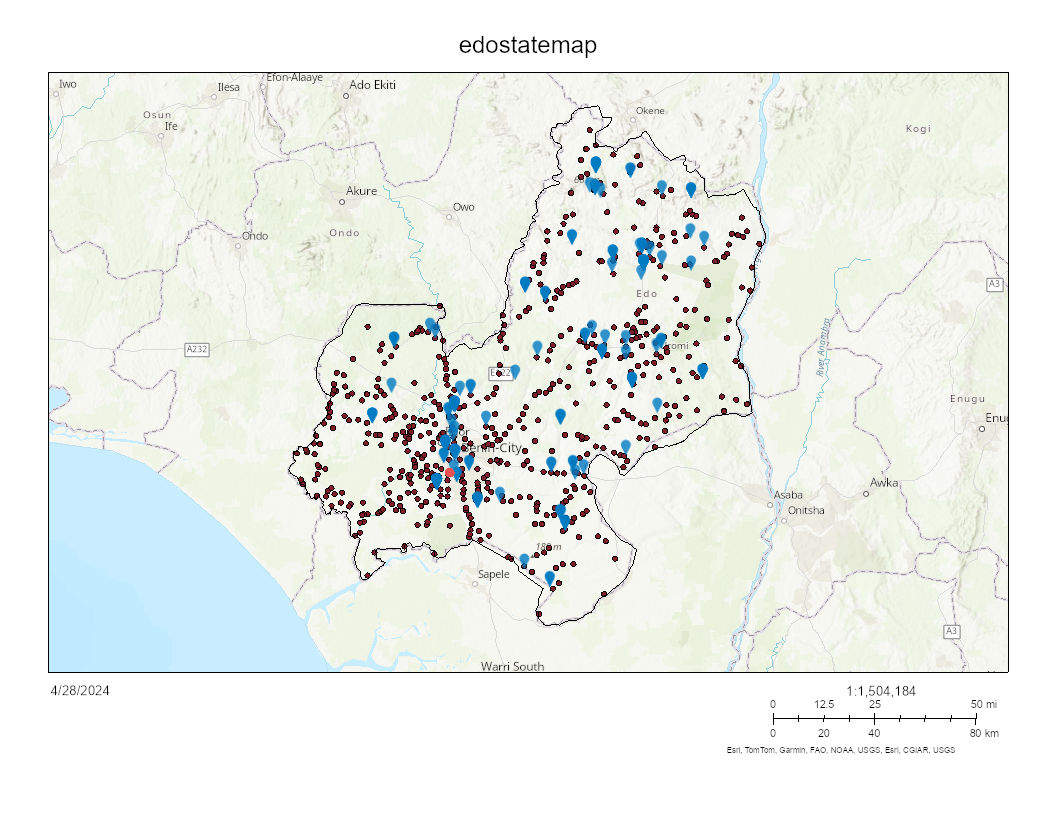 edostatemap
Iwo
Ilesa
Efon-Alaaye
Ado Ekiti
Osun
Ife
Okene
Kogi
Akure
Owo
Ondo
Ondo
Edo
A3
A232
River Anambra
Enugu
Benin-City
Awka
Asaba
Onitsha
180 m
Sapele
A3
Warri South
4/28/2024
1:1,504,184
0 12.5 25 50 mi
0 20 40 80 km
Esri, TomTom, Garmin, FAO, NOAA, USGS, Esri, CGIAR, USGS